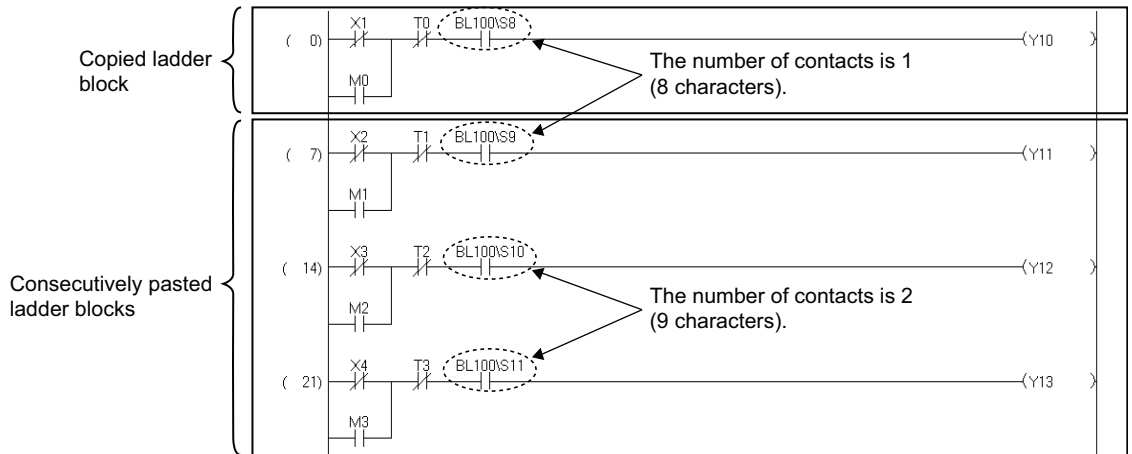 X1 T0 BL100\S8
( 0) (Y10 )
Copied ladder
block
The number of contacts is 1
(8 characters).
M0
X2 T1 BL100\S9
( 7) (Y11 )
M1
X3 T2 BL100\S10
( 14) (Y12 )
Consecutively pasted
ladder blocks
The number of contacts is 2
(9 characters).
M2
X4 T3 BL100\S11
( 21) (Y13 )
M3